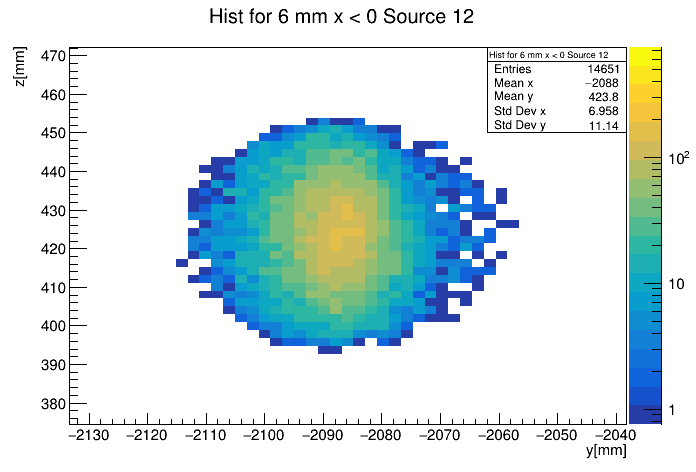 Hist for 6 mm x < 0 Source 12
z[mm]
470
460
450
440
430
420
410
400
390
380
Hist for 6 mm x < 0 Source 12
Entries 14651
Mean x −2088
Mean y 423.8
Std Dev x 6.958
Std Dev y 11.14
10²
10
1
−2130 −2120 −2110 −2100 −2090 −2080 −2070 −2060 −2050 −2040
y[mm]